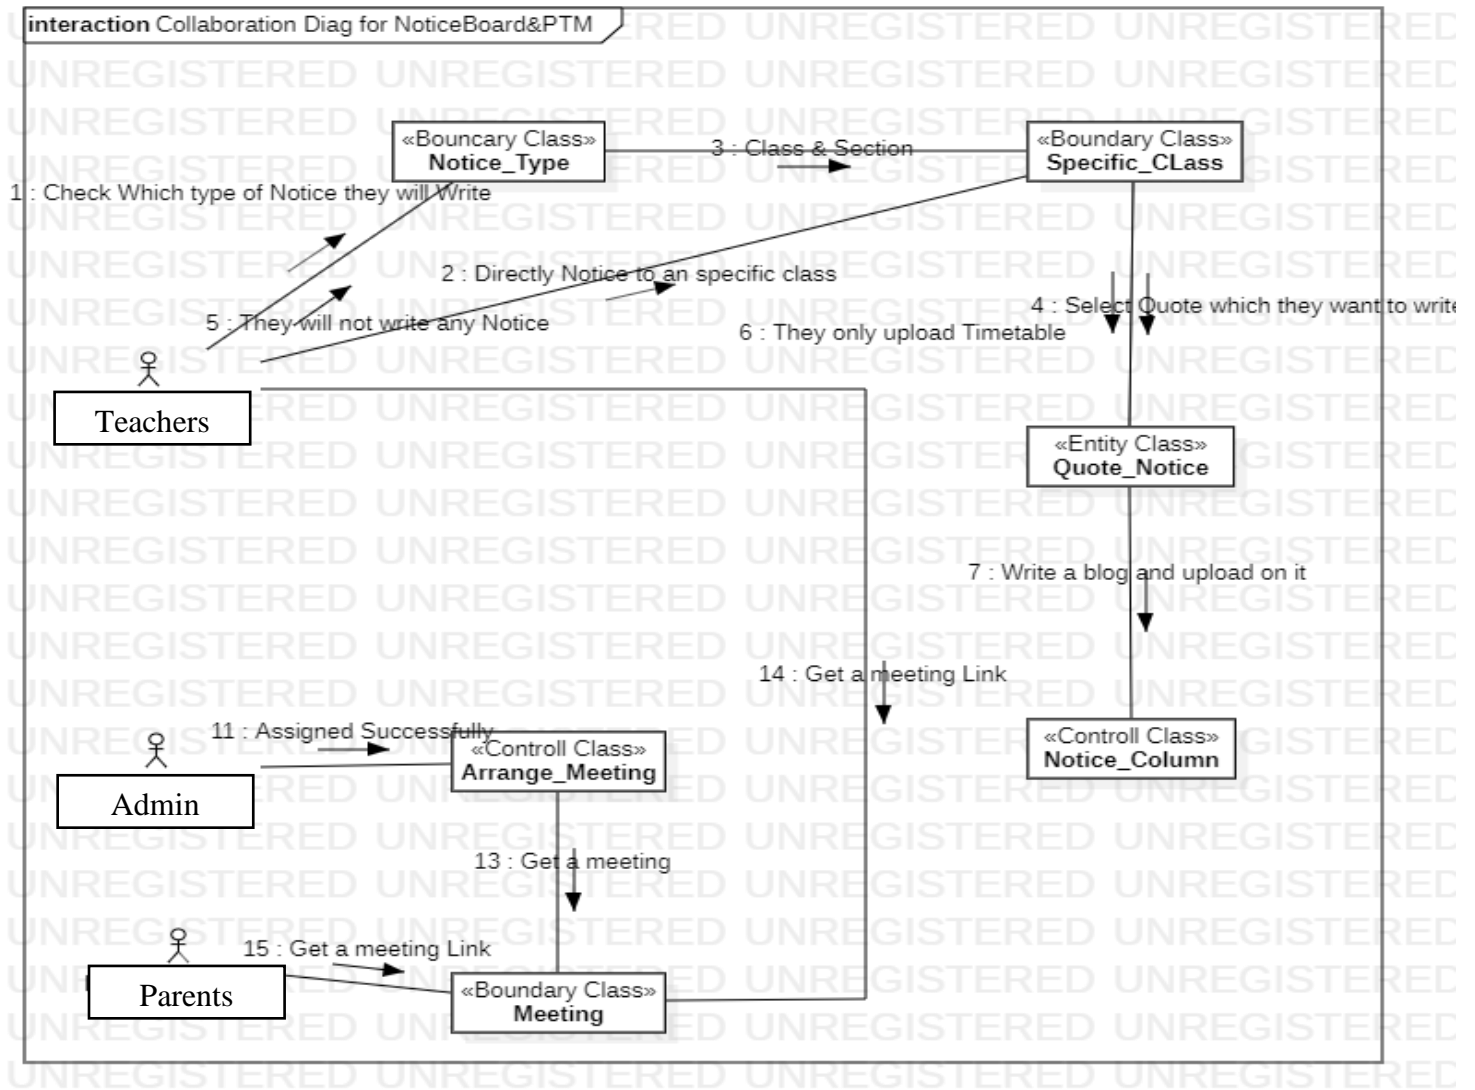 interaction Collaboration Diag for NoticeBoard&PTM
«Bouncary Class»
Notice_Type
3 : Class & Section
«Boundary Class»
Specific_CLass
1 : Check Which type of Notice they will Write
2 : Directly Notice to an specific class
4 : Select Quote which they want to write
5 : They will not write any Notice
6 : They only upload Timetable
Teachers
«Entity Class»
Quote_Notice
7 : Write a blog and upload on it
14 : Get a meeting Link
11 : Assigned Successfully
«Controll Class»
Arrange_Meeting
«Controll Class»
Notice_Column
Admin
13 : Get a meeting
15 : Get a meeting Link
Parents
«Boundary Class»
Meeting
UNREGISTERED UNREGISTERED UNREGISTERED UNREGISTERED